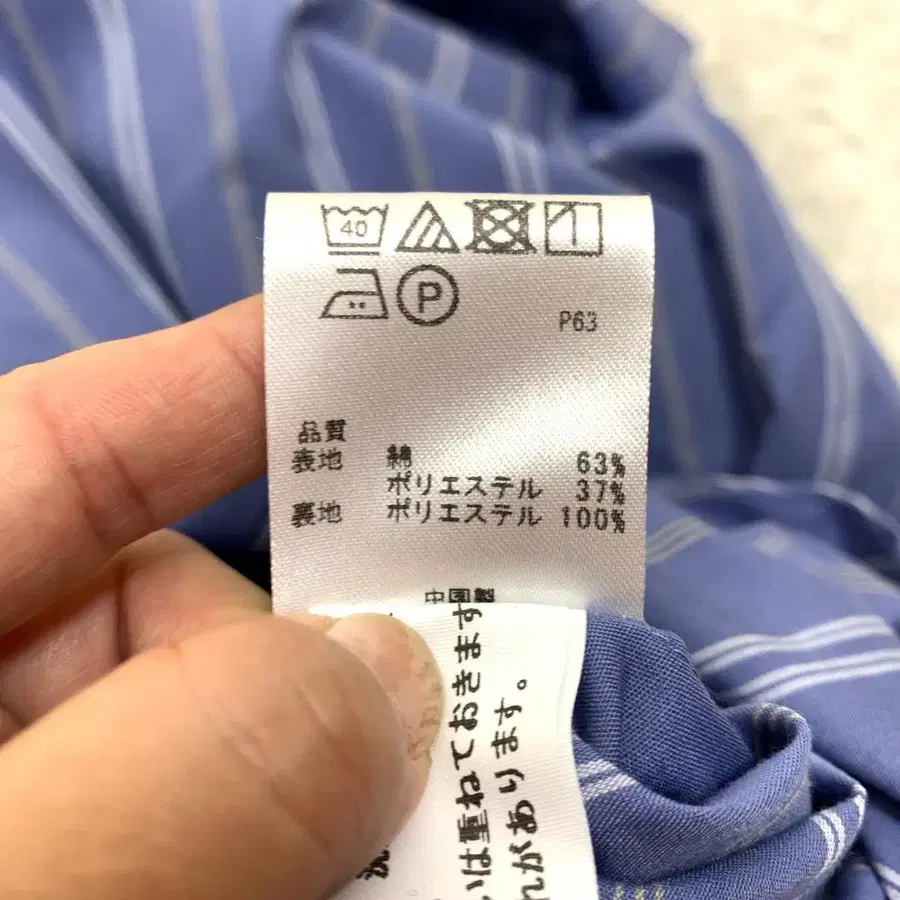 40
P
P63
品質
表地 綿 63%
ポリエステル 37%
裏地 ポリエステル 100%
中国製
は重ねておきます
れがあります。